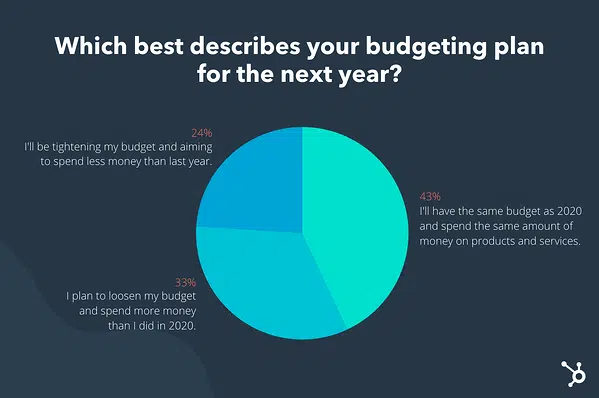 Which best describes your budgeting plan
for the next year?
24%
I'll be tightening my budget and aiming
to spend less money than last year.
43%
I'll have the same budget as 2020
and spend the same amount of
money on products and services.
33%
I plan to loosen my budget
and spend more money
than I did in 2020.